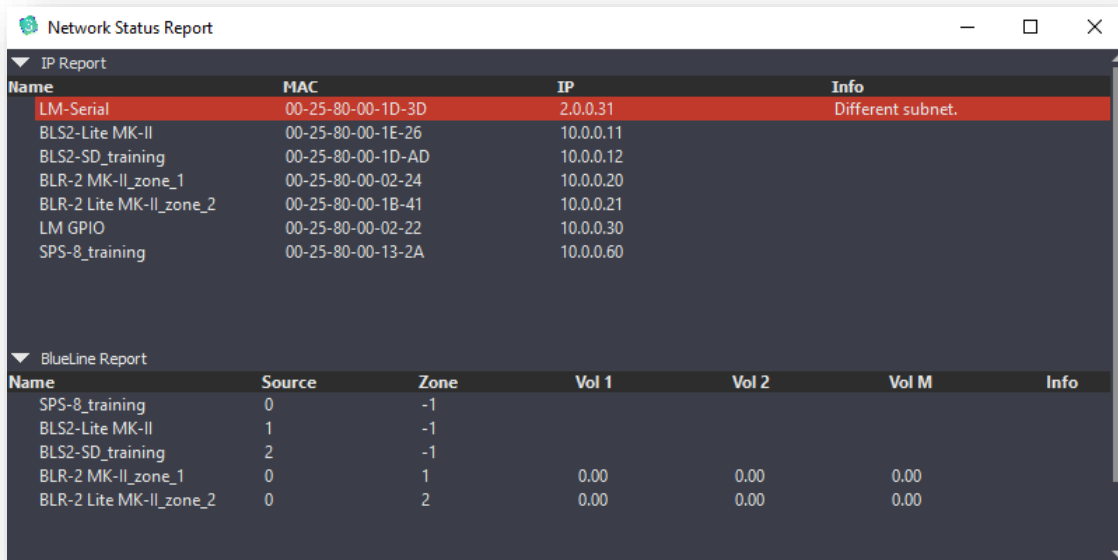 Network Status Report
IP Report
Name MAC IP Info
LM-Serial 00-25-80-00-1D-3D 2.0.0.31 Different subnet.
BLS2-Lite MK-II 00-25-80-00-1E-26 10.0.0.11
BLS2-SD_training 00-25-80-00-1D-AD 10.0.0.12
BLR-2 MK-II_zone_1 00-25-80-00-02-24 10.0.0.20
BLR-2 Lite MK-II_zone_2 00-25-80-00-1B-41 10.0.0.21
LM GPIO 00-25-80-00-02-22 10.0.0.30
SPS-8_training 00-25-80-00-13-2A 10.0.0.60
BlueLine Report
Name Source Zone Vol 1 Vol 2 Vol M Info
SPS-8_training 0 -1
BLS2-Lite MK-II 1 -1
BLS2-SD_training 2 -1
BLR-2 MK-II_zone_1 0 1 0.00 0.00 0.00
BLR-2 Lite MK-II_zone_2 0 2 0.00 0.00 0.00